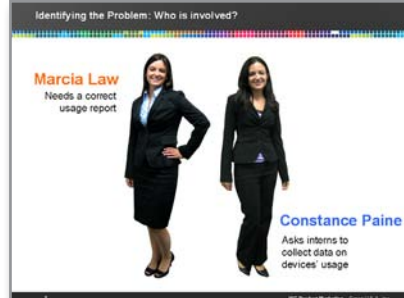 Identifying the Problem: Who is involved?
Marcia Law
Needs a correct
usage report
Constance Paine
Asks interns to
collect data on
devices' usage